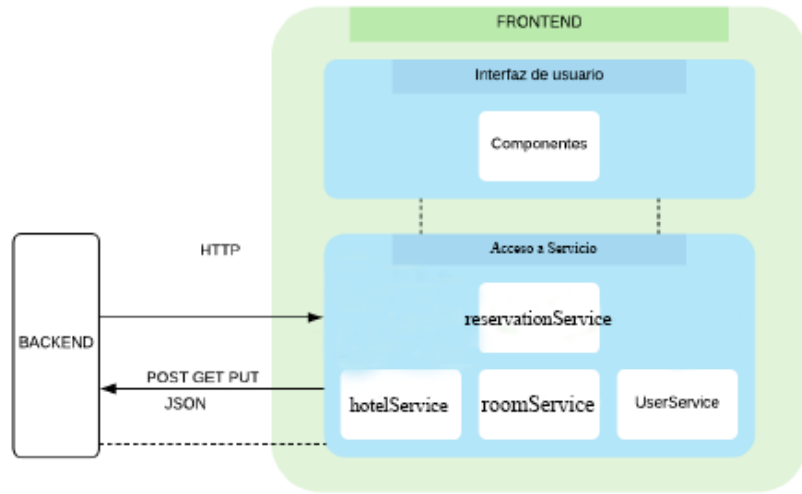 FRONTEND
Interfaz de usuario
Componentes
HTTP
Acceso a Servicio
reservationService
BACKEND
POST GET PUT
JSON
hotelService
roomService
UserService